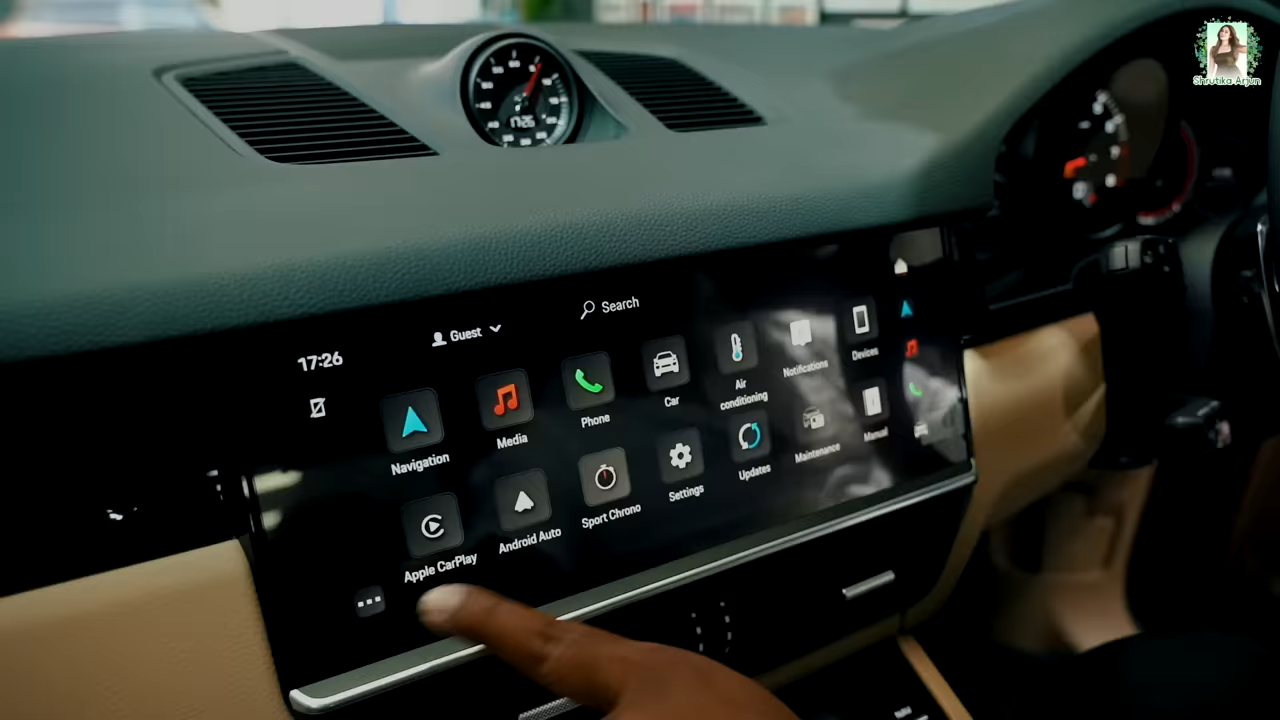 Shrutika Arjun
1726
17:26
Guest
Search
Navigation
Media
Phone
Car
Air
conditioning
Notifications
Devices
Apple CarPlay
Android Auto
Sport Chrono
Settings
Updates
Maintenance
Manual